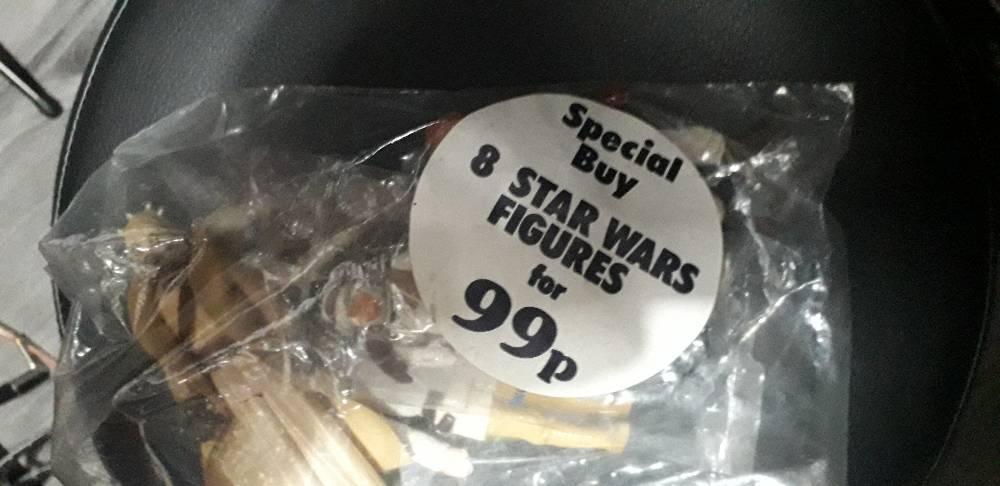 Special
Buy
8 STAR WARS
FIGURES
for
99p